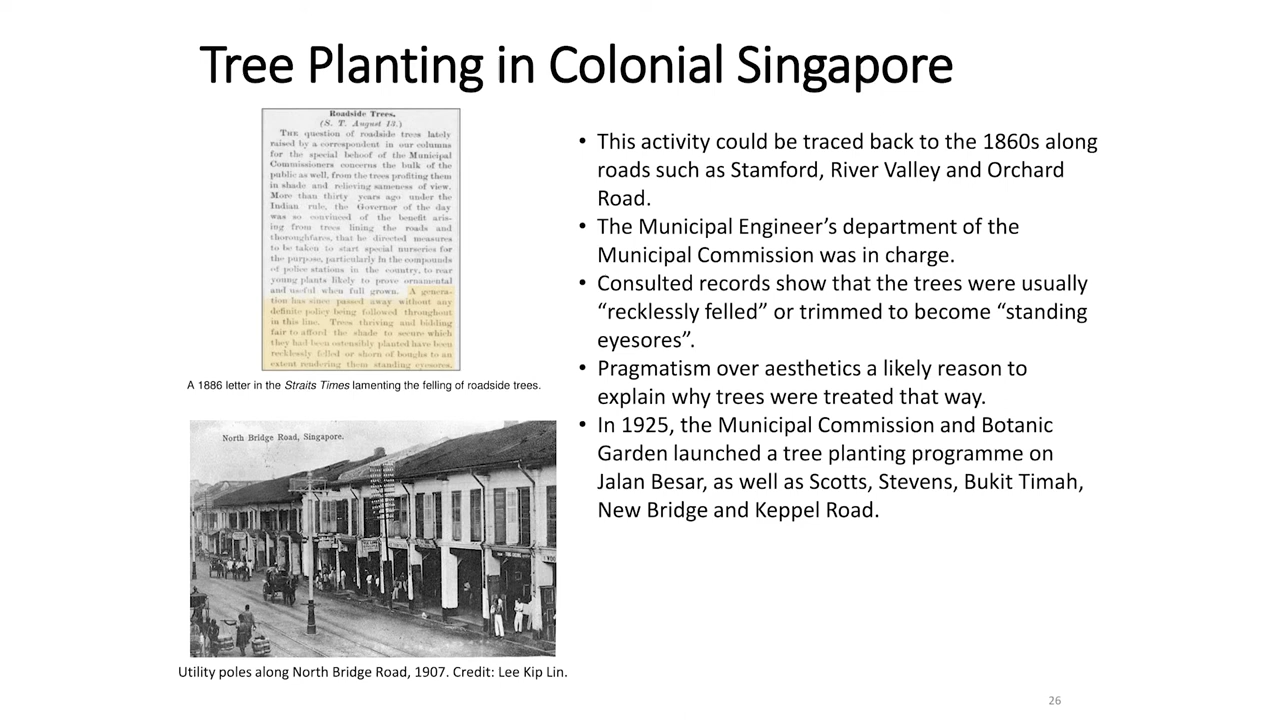 Tree Planting in Colonial Singapore
Roadside Trees.
(S. T. August 13.)
THE question of roadside trees lately
raised by a correspondent in our columns
for the special behoof of the Municipal
Commissioners concerns the bulk of the
public as well, from the trees profiting them
in shade and relieving sameness of view.
More than thirty years ago under the
Indian rule, the Governor of the day
was so convinced of the benefit aris-
ing from trees lining the roads and
thoroughfares, that he directed measures
to be taken to start special nurseries for
the purpose, particularly in the compounds
of police stations in the country, to rear
young plants likely to prove ornamental
and useful when full grown. A genera-
tion has since passed away without any
definite policy being followed throughout
in this line. Trees thriving and bidding
fair to afford the shade to secure which
they had been ostensibly planted have been
recklessly felled or shorn of boughs to an
extent rendering them standing eyesores.
A 1886 letter in the Straits Times lamenting the felling of roadside trees.
North Bridge Road, Singapore.
Utility poles along North Bridge Road, 1907. Credit: Lee Kip Lin.
• This activity could be traced back to the 1860s along
roads such as Stamford, River Valley and Orchard
Road.
• The Municipal Engineer’s department of the
Municipal Commission was in charge.
• Consulted records show that the trees were usually
“recklessly felled” or trimmed to become “standing
eyesores”.
• Pragmatism over aesthetics a likely reason to
explain why trees were treated that way.
• In 1925, the Municipal Commission and Botanic
Garden launched a tree planting programme on
Jalan Besar, as well as Scotts, Stevens, Bukit Timah,
New Bridge and Keppel Road.
26